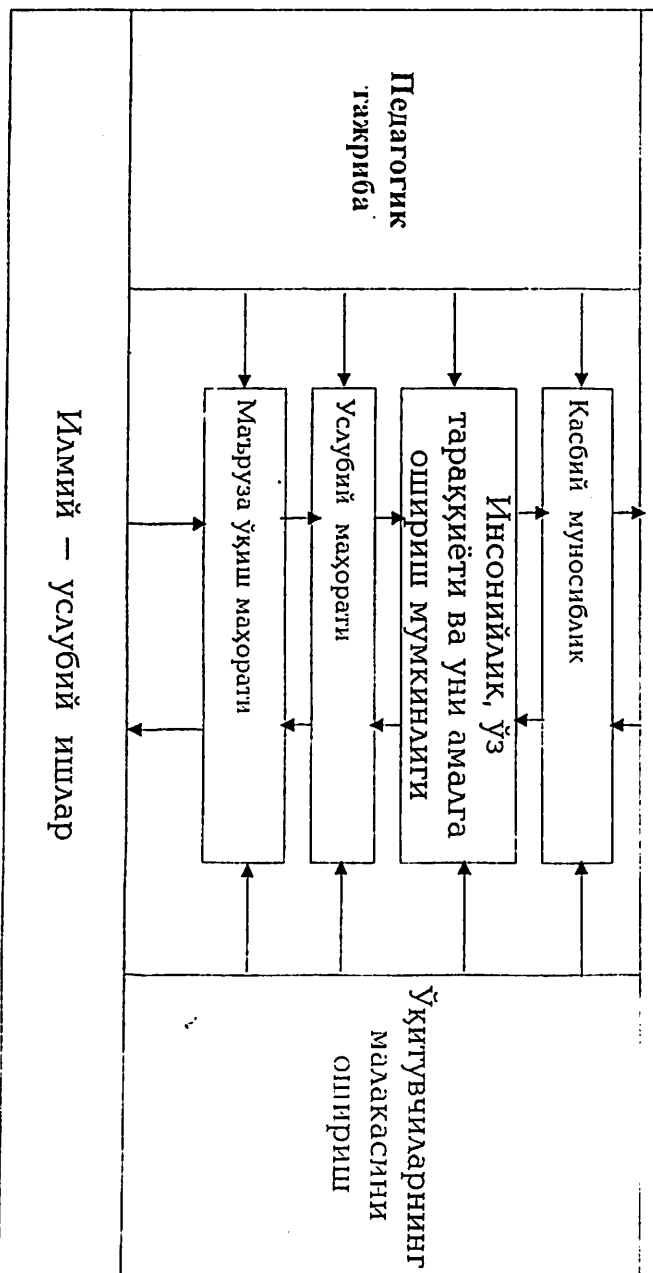 Педагогик
тажриба
Касбий муносиблик
Инсонийлик, ўз
тараққиёти ва уни амалга
ошириш мумкинлиги
Услубий маҳорати
Маъруза ўқиш маҳорати
Ўқитувчиларнинг
малакасини
ошириш
Илмий – услубий ишлар